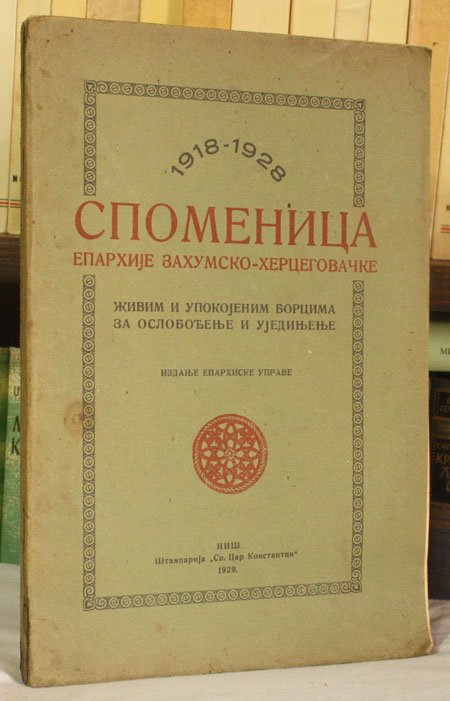 1918-1928
СПОМЕНИЦА
ЕПАРХИЈЕ ЗАХУМСКО-ХЕРЦЕГОВАЧКЕ
ЖИВИМ И УПОКОЈЕНИМ БОРЦИМА
ЗА ОСЛОБОЂЕЊЕ И УЈЕДИЊЕЊЕ
ИЗДАЊЕ ЕПАРХИСКЕ УПРАВЕ
НИШ
Штампарија „Св. Цар Константин“
1929.